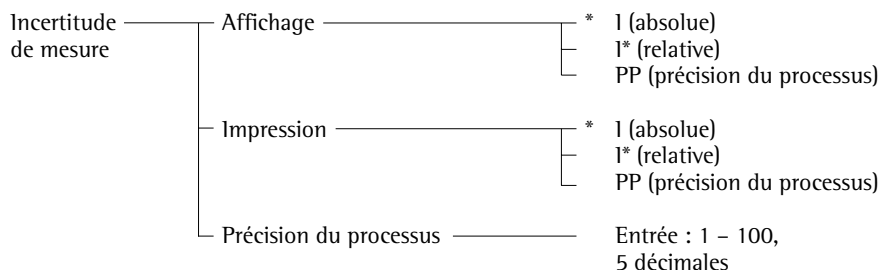 Incertitude
de mesure
Affichage
* I (absolue)
I* (relative)
PP (précision du processus)
Impression
* I (absolue)
I* (relative)
PP (précision du processus)
Précision du processus
Entrée : 1 – 100,
5 décimales